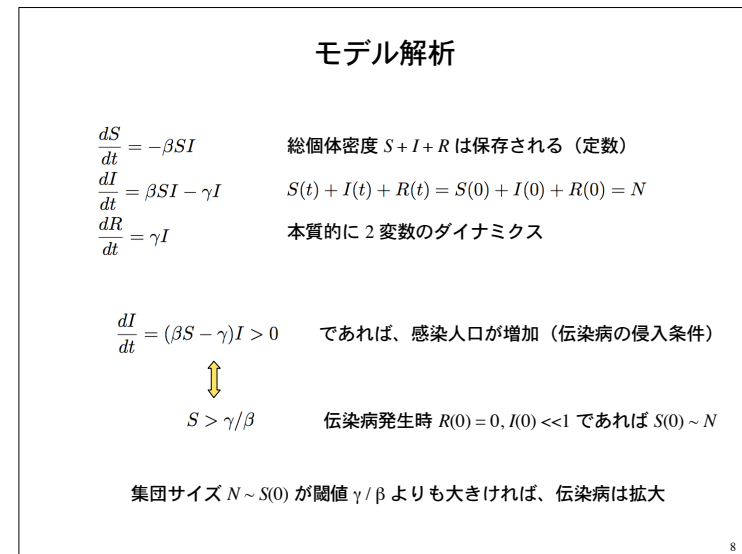 モデル解析
dS/dt = −βSI
総個体密度 S + I + R は保存される（定数）
dI/dt = βSI − γI
S(t) + I(t) + R(t) = S(0) + I(0) + R(0) = N
dR/dt = γI
本質的に 2 変数のダイナミクス
dI/dt = (βS − γ)I > 0
であれば、感染人口が増加（伝染病の侵入条件）
S > γ/β
伝染病発生時 R(0) = 0, I(0) <<1 であれば S(0) ~ N
集団サイズ N ~ S(0) が閾値 γ / β よりも大きければ、伝染病は拡大
8